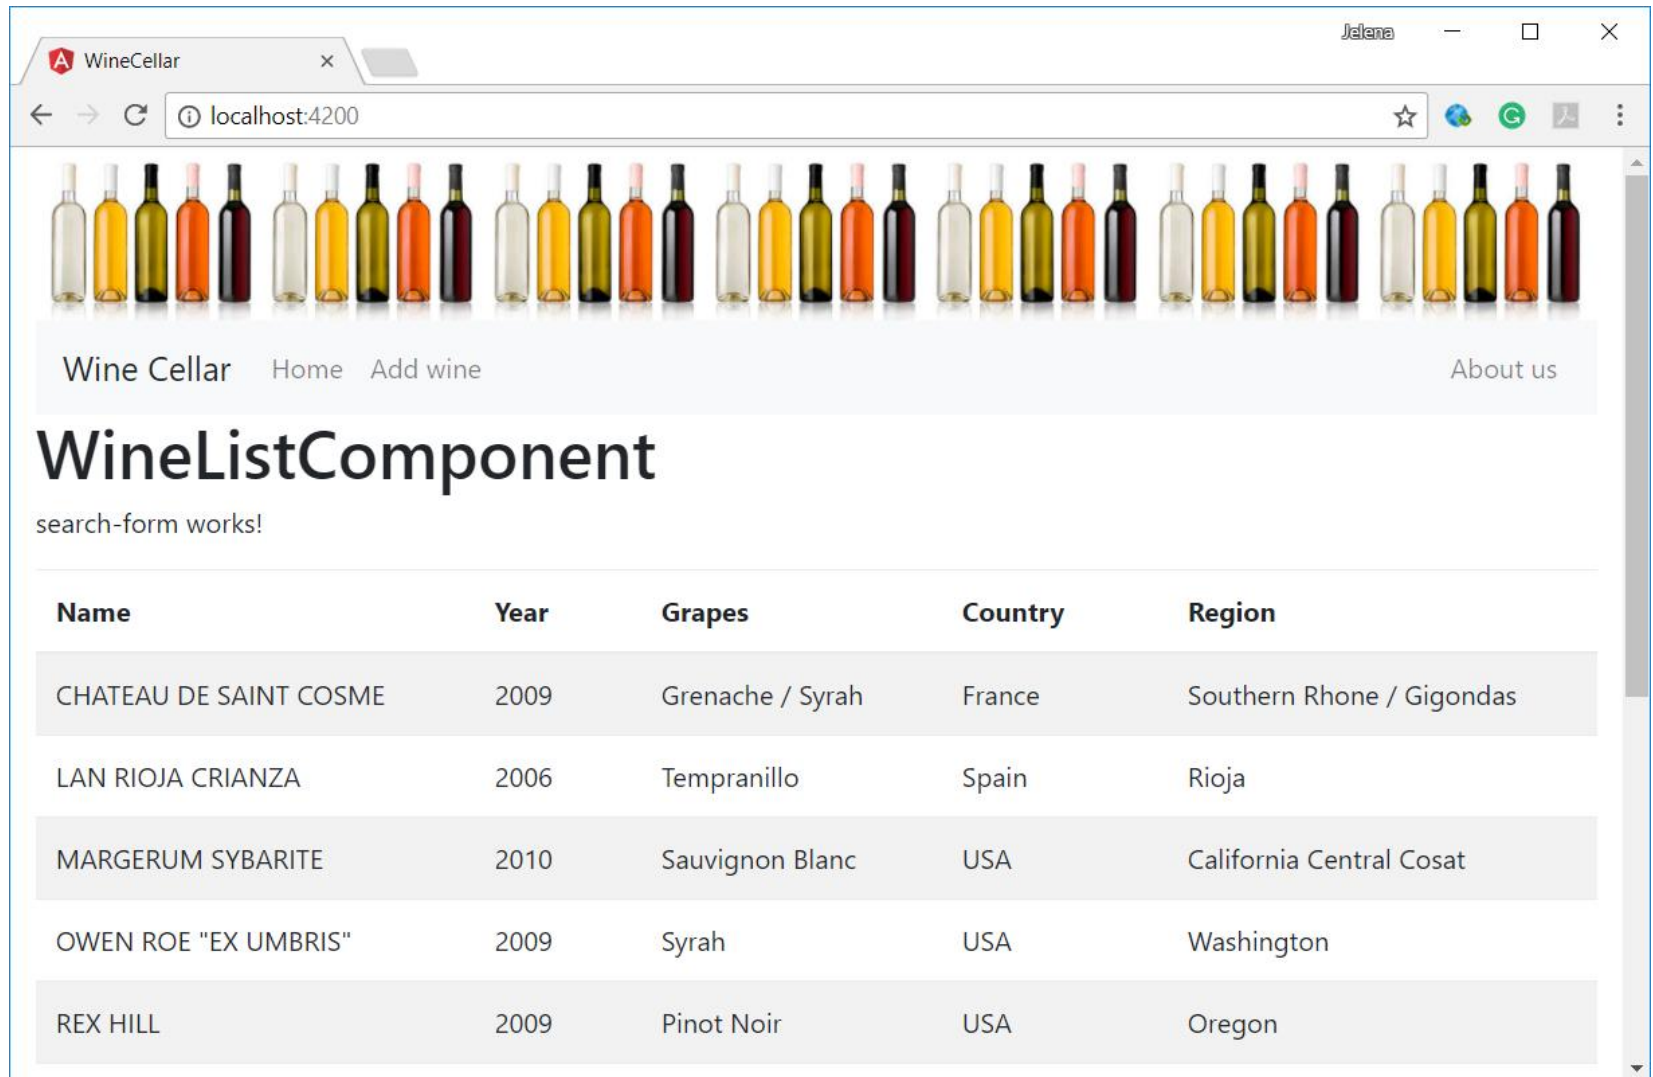 Jelena
WineCellar
localhost:4200
Wine Cellar Home Add wine About us
WineListComponent
search-form works!
Name Year Grapes Country Region
CHATEAU DE SAINT COSME 2009 Grenache / Syrah France Southern Rhone / Gigondas
LAN RIOJA CRIANZA 2006 Tempranillo Spain Rioja
MARGERUM SYBARITE 2010 Sauvignon Blanc USA California Central Cosat
OWEN ROE "EX UMBRIS" 2009 Syrah USA Washington
REX HILL 2009 Pinot Noir USA Oregon